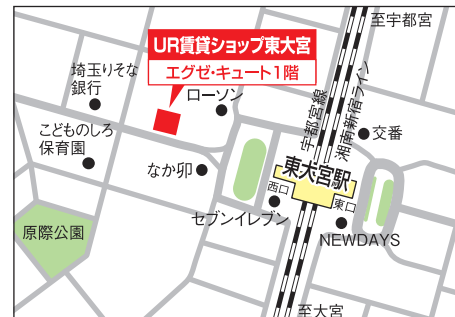 至宇都宮
UR賃貸ショップ東大宮
エグゼ・キュート1階
埼玉りそな
銀行
ローソン
宇都宮線
湘南新宿ライン
交番
こどものしろ
保育園
なか卯
東大宮駅
西口
東口
セブンイレブン
NEWDAYS
原際公園
至大宮